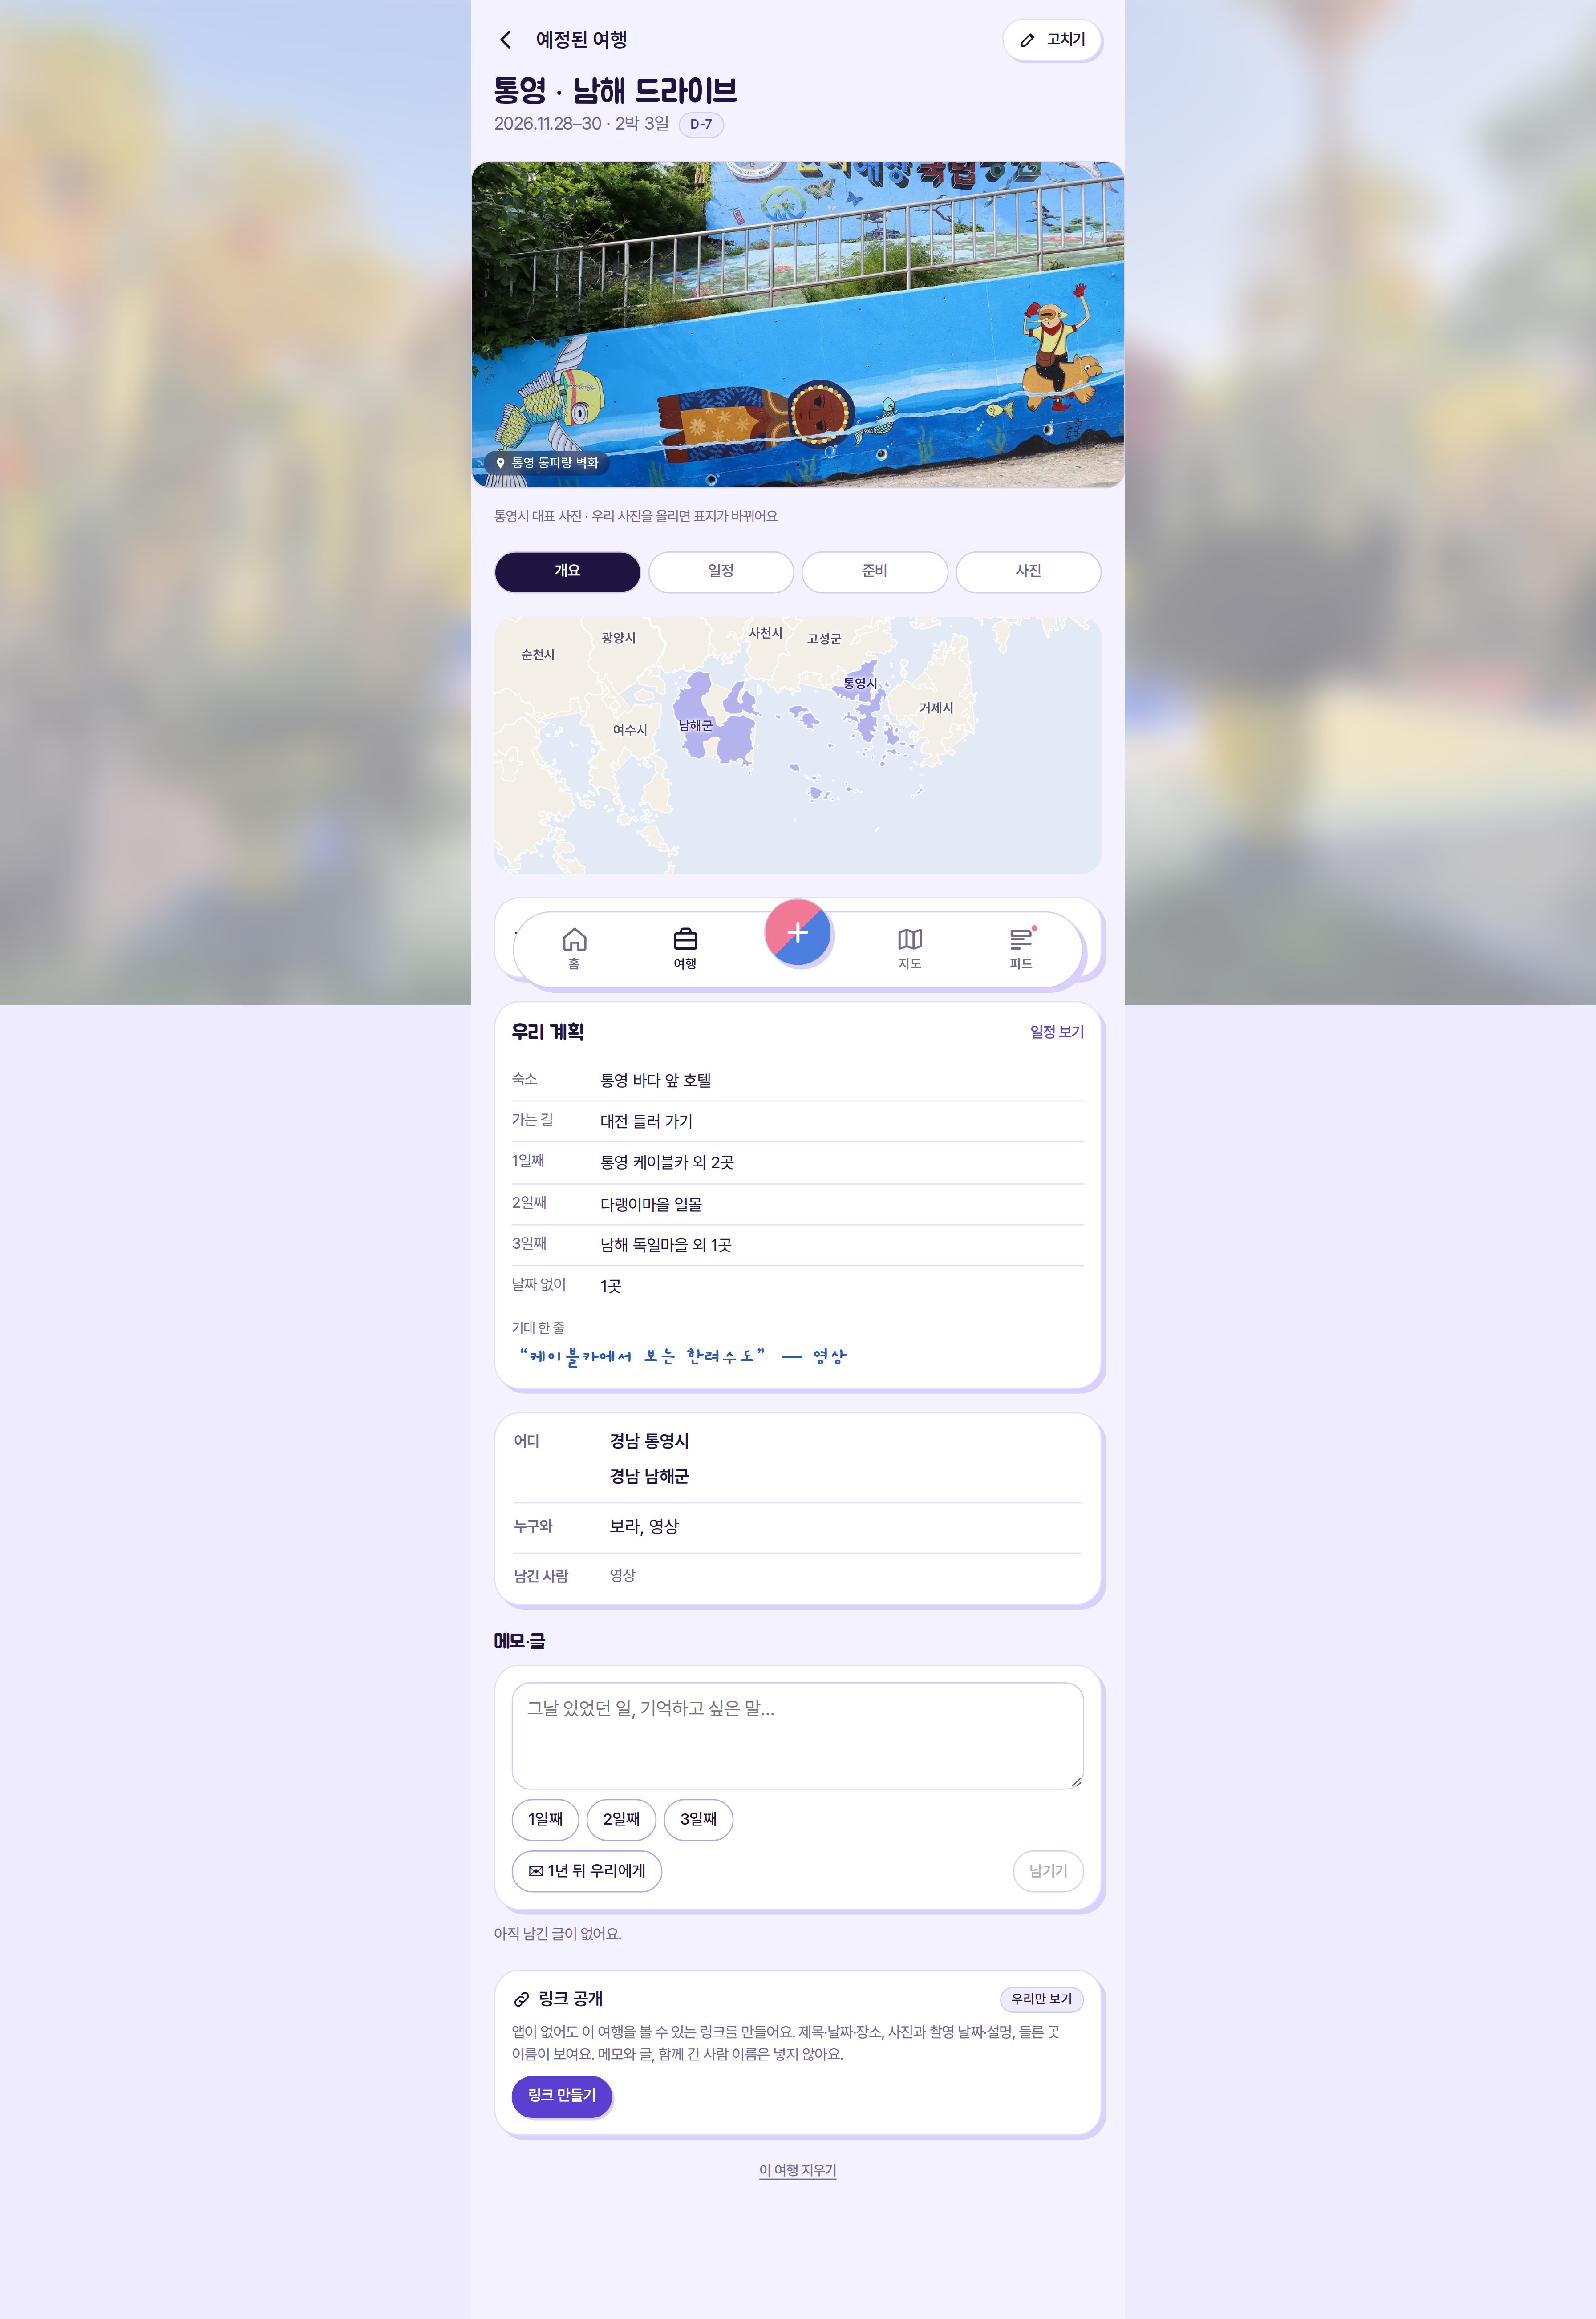 예정된 여행
고치기
통영 · 남해 드라이브
2026.11.28–30 · 2박 3일 D-7
통영 동피랑 벽화
통영시 대표 사진 · 우리 사진을 올리면 표지가 바뀌어요
개요 일정 준비 사진
순천시
광양시
사천시
고성군
통영시
거제시
남해군
여수시
홈 여행 지도 피드
우리 계획 일정 보기
숙소 통영 바다 앞 호텔
가는 길 대전 들러 가기
1일째 통영 케이블카 외 2곳
2일째 다랭이마을 일몰
3일째 남해 독일마을 외 1곳
날짜 없이 1곳
기대 한 줄
“케이블카에서 보는 한려수도” — 영상
어디 경남 통영시
경남 남해군
누구와 보라, 영상
남긴 사람 영상
메모·글
그날 있었던 일, 기억하고 싶은 말...
1일째 2일째 3일째
✉ 1년 뒤 우리에게 남기기
아직 남긴 글이 없어요.
링크 공개 우리만 보기
앱이 없어도 이 여행을 볼 수 있는 링크를 만들어요. 제목·날짜·장소, 사진과 촬영 날짜·설명, 들른 곳
이름이 보여요. 메모와 글, 함께 간 사람 이름은 넣지 않아요.
링크 만들기
이 여행 지우기